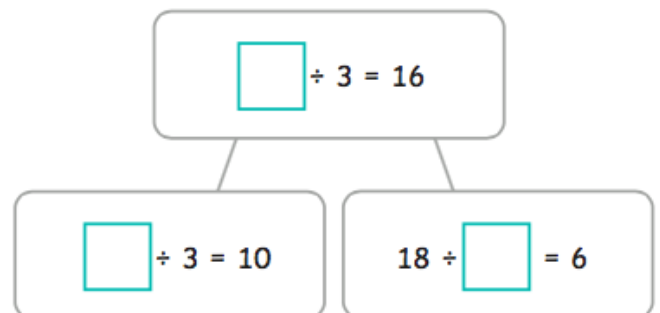 ÷ 3 = 16
÷ 3 = 10
18 ÷ = 6